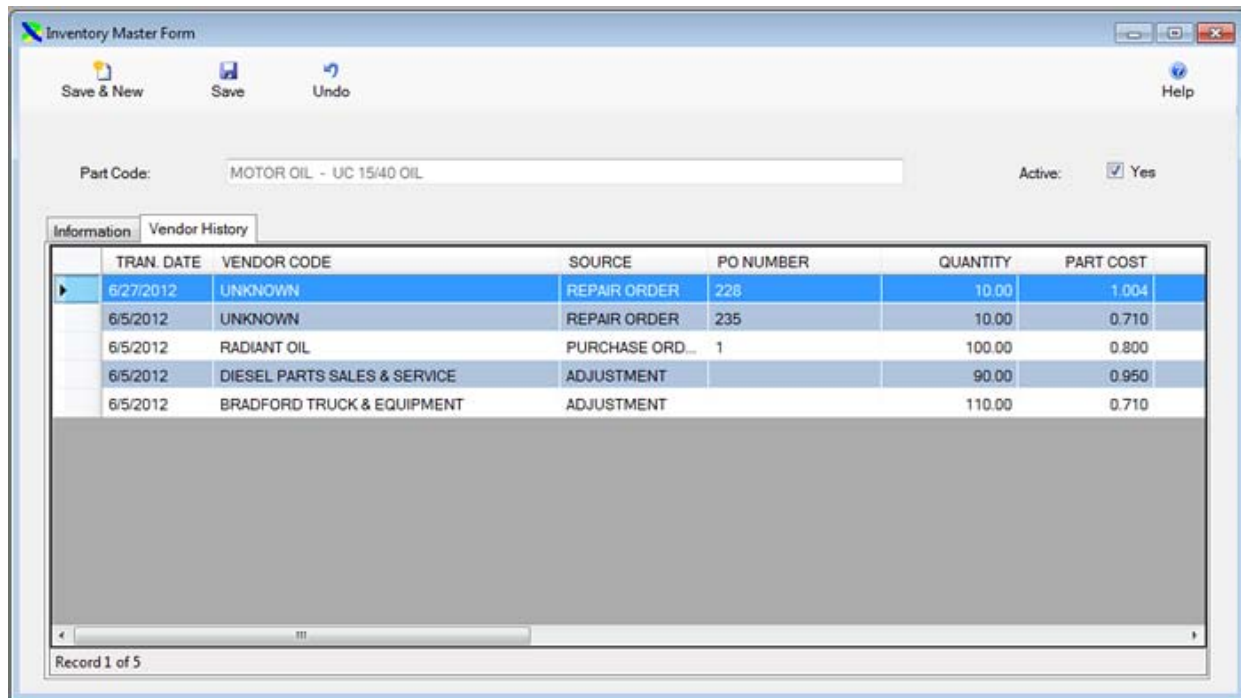 Inventory Master Form
Save & New Save Undo Help
Part Code: MOTOR OIL - UC 15/40 OIL Active: Yes
Information Vendor History
TRAN. DATE VENDOR CODE SOURCE PO NUMBER QUANTITY PART COST
6/27/2012 UNKNOWN REPAIR ORDER 228 10.00 1.004
6/5/2012 UNKNOWN REPAIR ORDER 235 10.00 0.710
6/5/2012 RADIANT OIL PURCHASE ORD... 1 100.00 0.800
6/5/2012 DIESEL PARTS SALES & SERVICE ADJUSTMENT 90.00 0.950
6/5/2012 BRADFORD TRUCK & EQUIPMENT ADJUSTMENT 110.00 0.710
Record 1 of 5